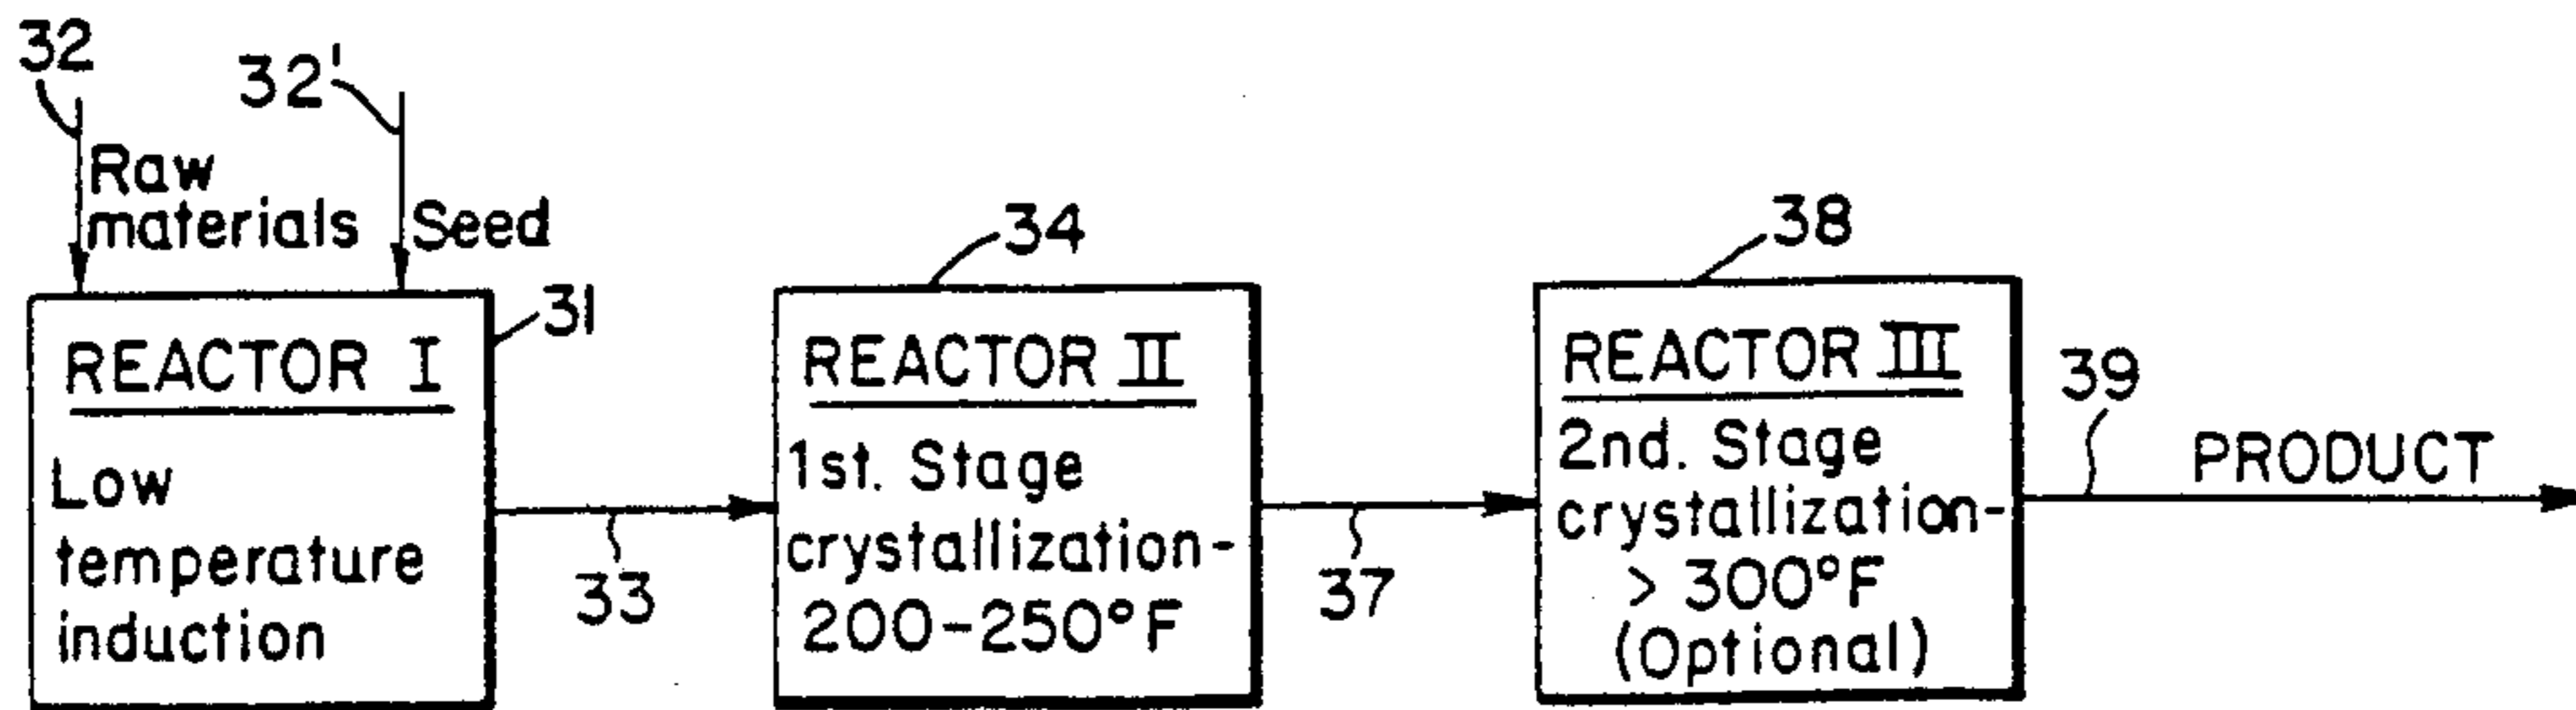 32
32'
Raw
materials
Seed
31
REACTOR I
Low
temperature
induction
33
34
REACTOR II
1st. Stage
crystallization-
200-250°F
37
38
REACTOR III
2nd. Stage
crystallization-
> 300°F
(Optional)
39
PRODUCT